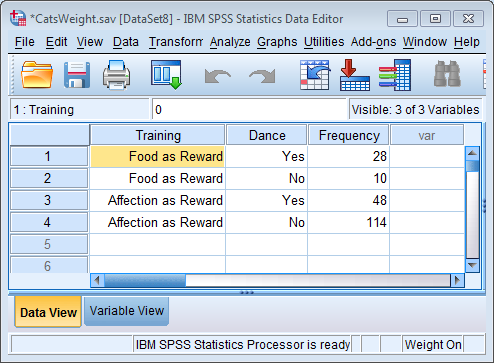 *CatsWeight.sav [DataSet8] - IBM SPSS Statistics Data Editor
File Edit View Data Transform Analyze Graphs Utilities Add-ons Window Help
1 : Training 0 Visible: 3 of 3 Variables
Training Dance Frequency var
1 Food as Reward Yes 28
2 Food as Reward No 10
3 Affection as Reward Yes 48
4 Affection as Reward No 114
5
6
Data View Variable View
IBM SPSS Statistics Processor is ready Weight On